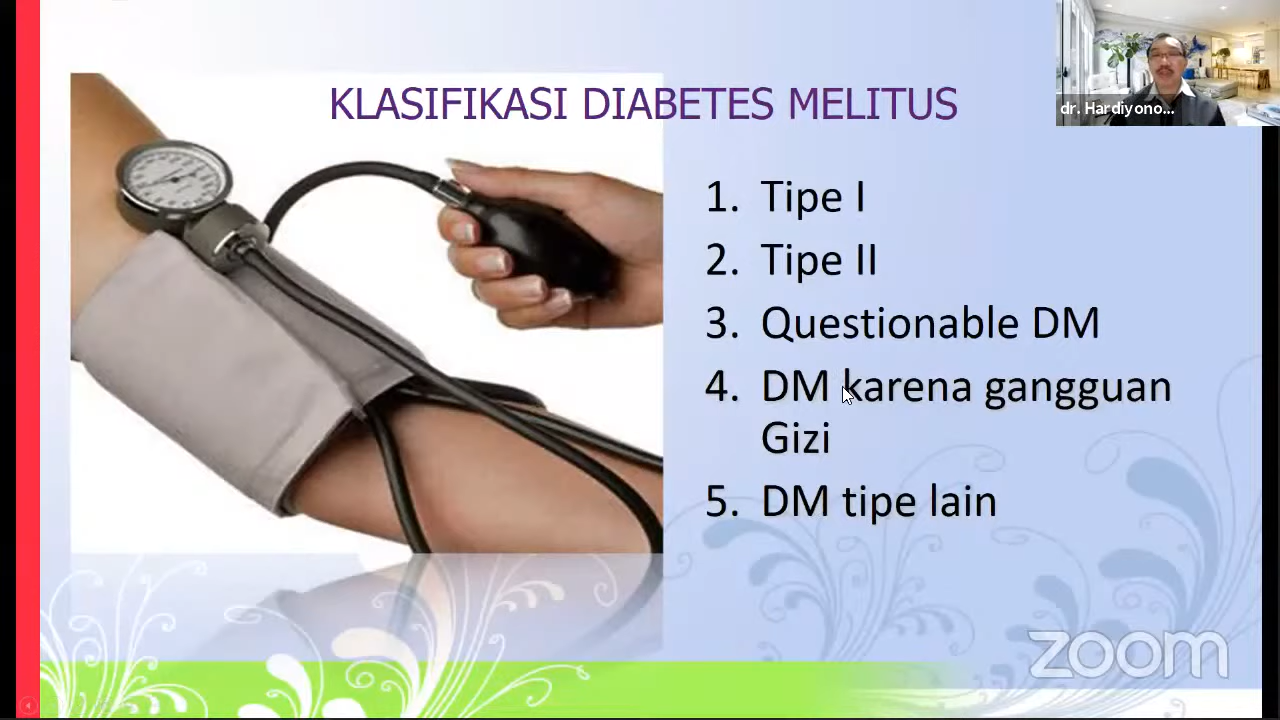 KLASIFIKASI DIABETES MELITUS
dr. Hardiyono...
1. Tipe I
2. Tipe II
3. Questionable DM
4. DM karena gangguan
Gizi
5. DM tipe lain
zoom